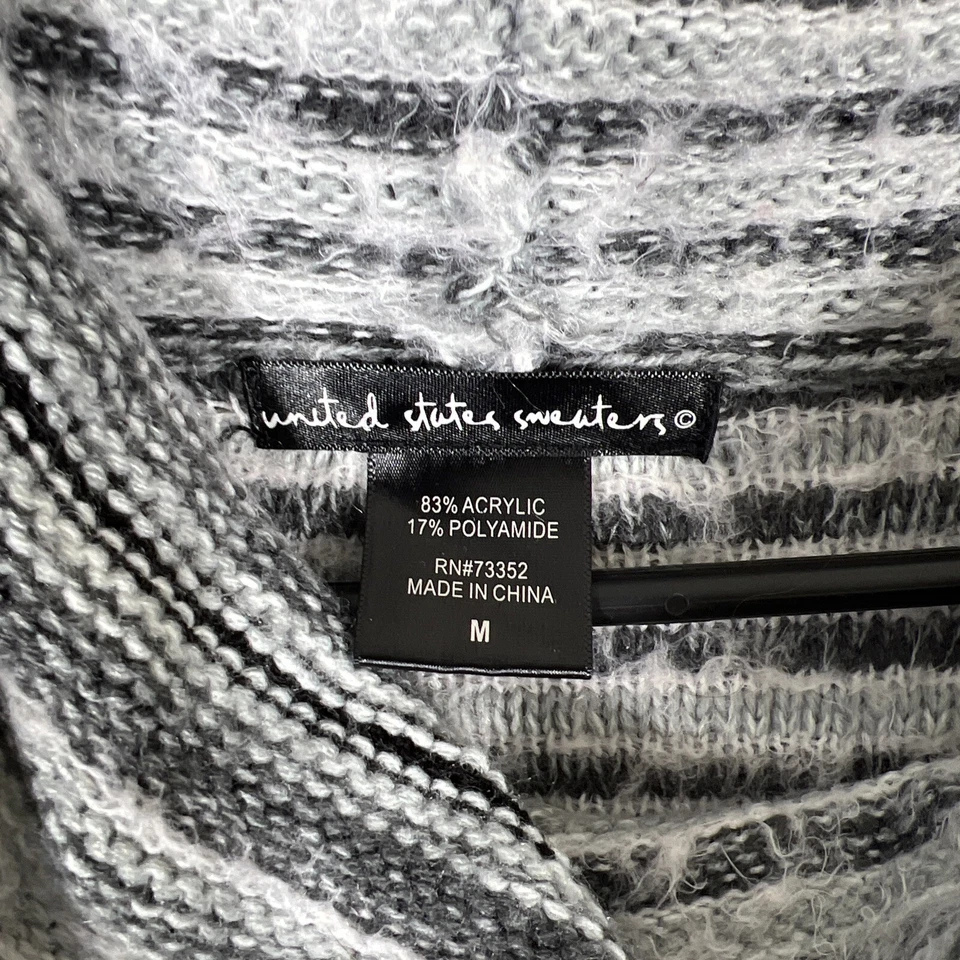 united states sweaters©
83% ACRYLIC
17% POLYAMIDE
RN#73352
MADE IN CHINA
M